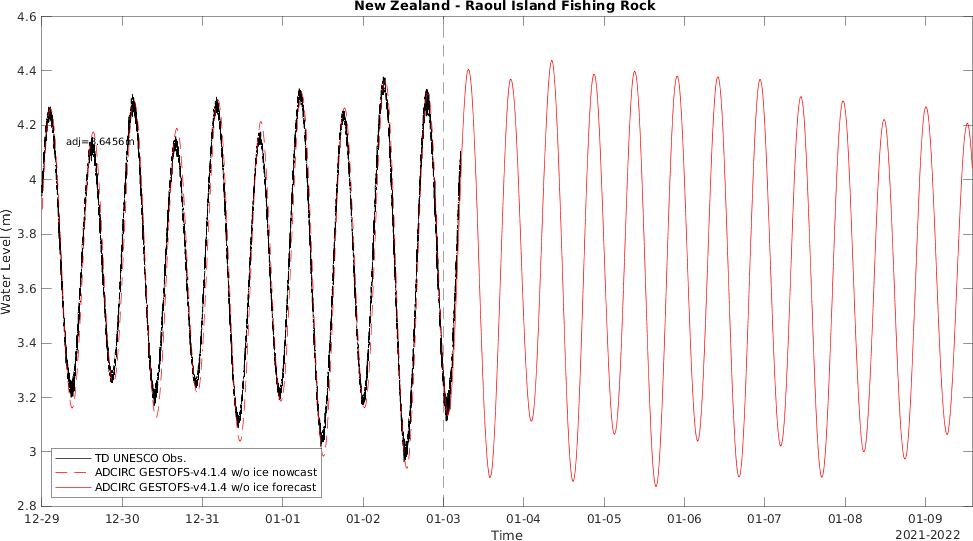 New Zealand - Raoul Island Fishing Rock
4.6
4.4
4.2
4
3.8
3.6
3.4
3.2
3
2.8
Water Level (m)
TD UNESCO Obs.
ADCIRC GESTOFS-v4.1.4 w/o ice nowcast
ADCIRC GESTOFS-v4.1.4 w/o ice forecast
12-29 12-30 12-31 01-01 01-02 01-03 01-04 01-05 01-06 01-07 01-08 01-09
Time
2021-2022